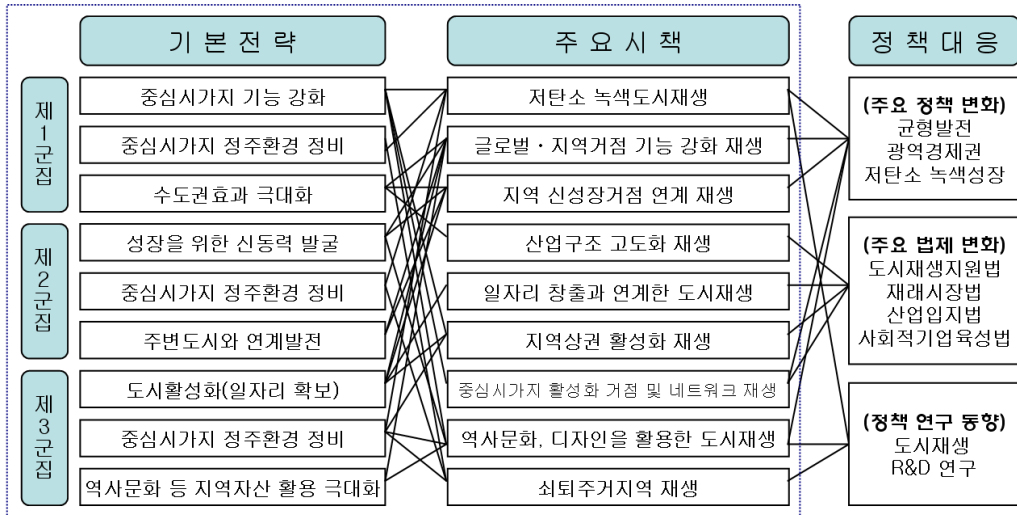 기 본 전 략
주 요 시 책
정 책 대 응
제1군집
중심시가지 기능 강화
중심시가지 정주환경 정비
수도권효과 극대화
제2군집
성장을 위한 신동력 발굴
중심시가지 정주환경 정비
주변도시와 연계발전
제3군집
도시활성화(일자리 확보)
중심시가지 정주환경 정비
역사문화 등 지역자산 활용 극대화
저탄소 녹색도시재생
글로벌・지역거점 기능 강화 재생
지역 신성장거점 연계 재생
산업구조 고도화 재생
일자리 창출과 연계한 도시재생
지역상권 활성화 재생
중심시가지 활성화 거점 및 네트워크 재생
역사문화, 디자인을 활용한 도시재생
쇠퇴주거지역 재생
(주요 정책 변화)
균형발전
광역경제권
저탄소 녹색성장
(주요 법제 변화)
도시재생지원법
재래시장법
산업입지법
사회적기업육성법
(정책 연구 동향)
도시재생
R&D 연구